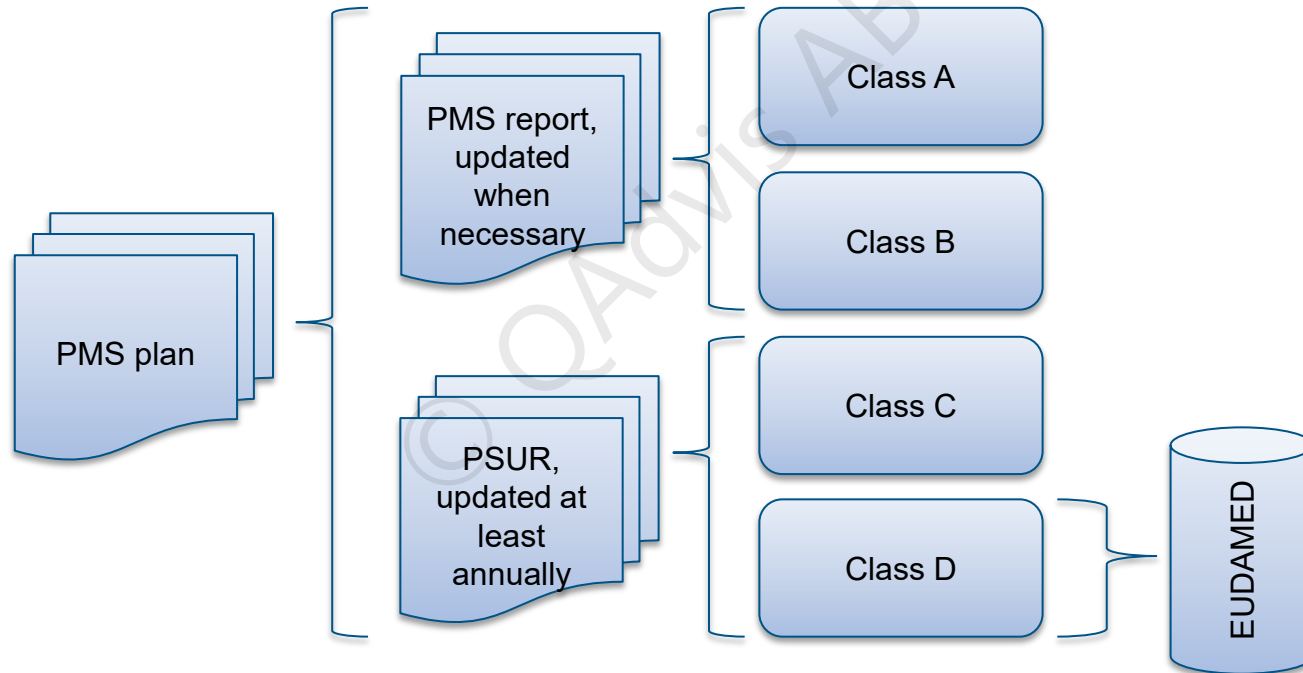 PMS plan
PMS report,
updated
when
necessary
PSUR,
updated at
least
annually
Class A
Class B
Class C
Class D
EUDAMED
© QAdvis AB